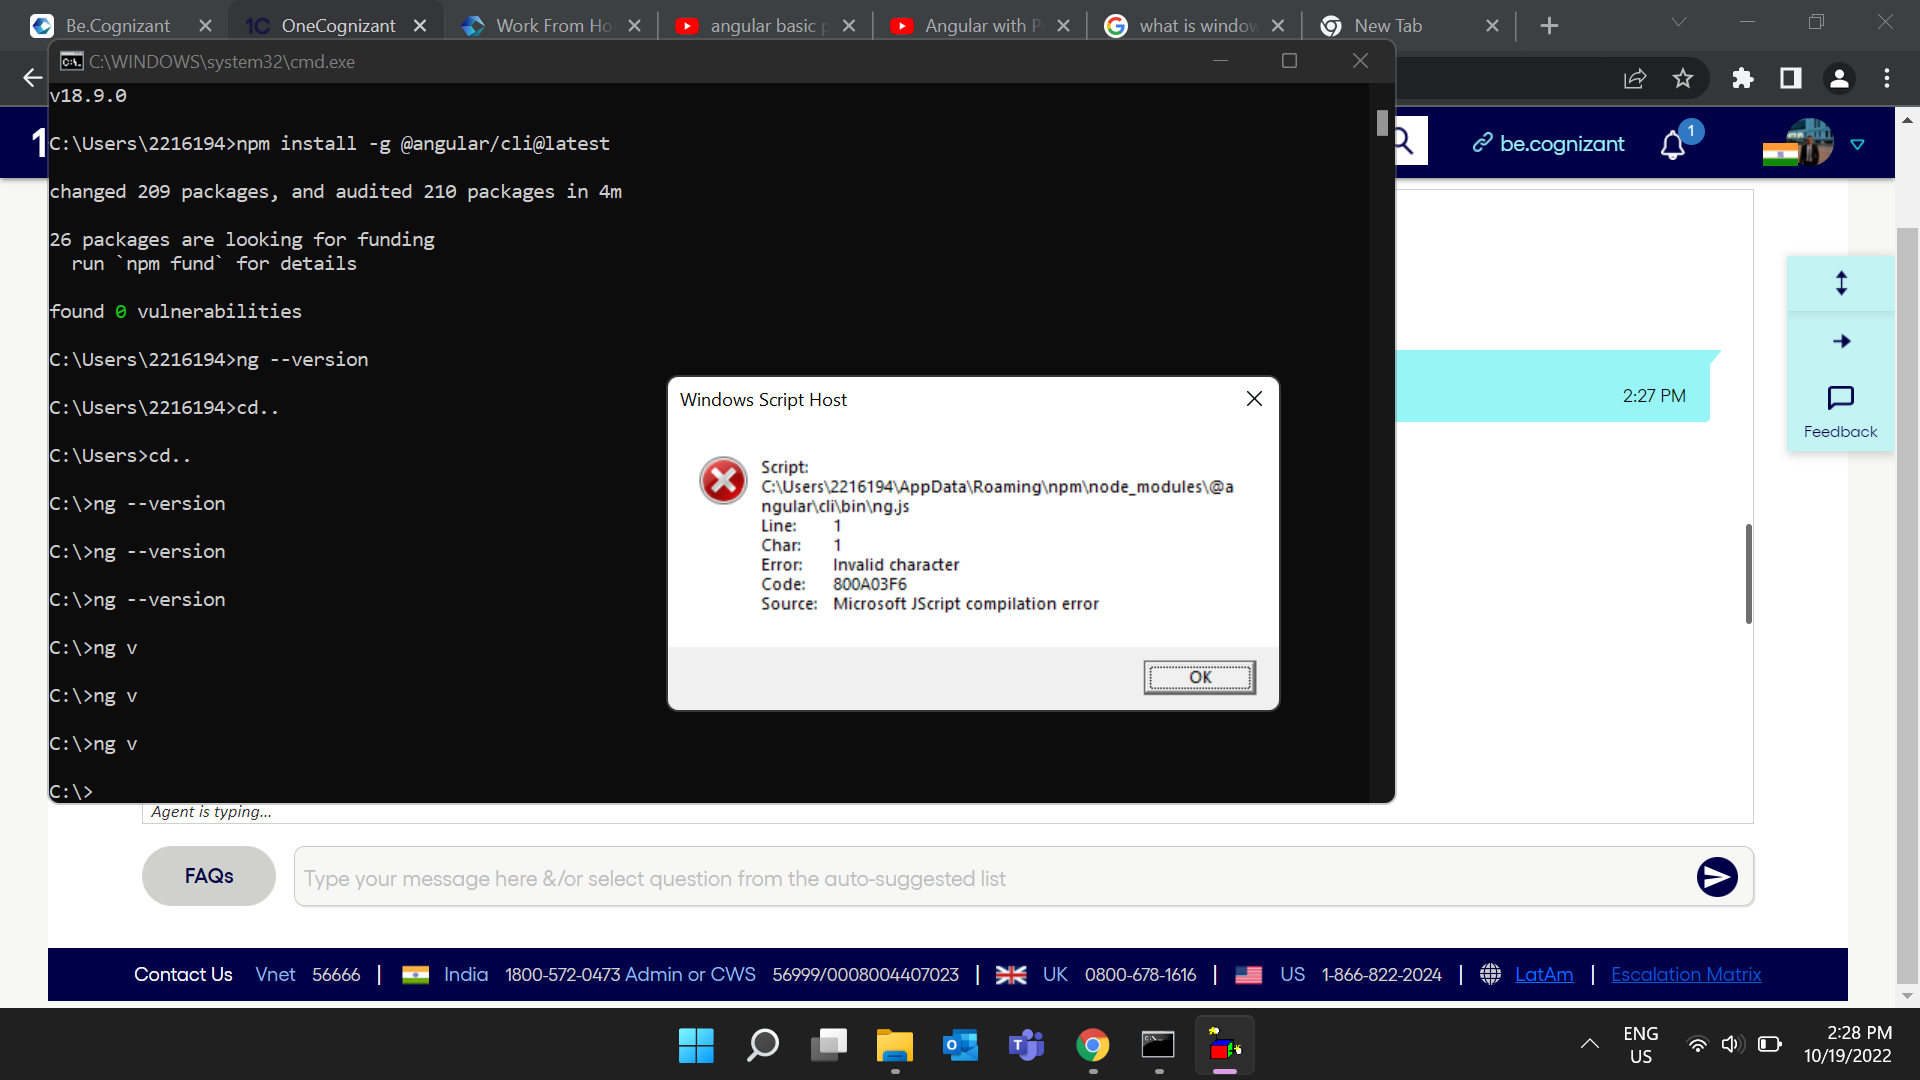 Be.Cognizant
1C OneCognizant
Work From Ho
angular basic p
Angular with P
what is window
New Tab
C:\WINDOWS\system32\cmd.exe
v18.9.0
C:\Users\2216194>npm install -g @angular/cli@latest
changed 209 packages, and audited 210 packages in 4m
26 packages are looking for funding
run `npm fund` for details
found 0 vulnerabilities
C:\Users\2216194>ng --version
C:\Users\2216194>cd..
C:\Users>cd..
C:\>ng --version
C:\>ng --version
C:\>ng --version
C:\>ng v
C:\>ng v
C:\>ng v
C:\>
Windows Script Host
Script:
C:\Users\2216194\AppData\Roaming\npm\node_modules\@a
ngular\cli\bin\ng.js
Line: 1
Char: 1
Error: Invalid character
Code: 800A03F6
Source: Microsoft JScript compilation error
OK
1
be.cognizant
1
2:27 PM
Feedback
Agent is typing...
FAQs
Type your message here &/or select question from the auto-suggested list
Contact Us Vnet 56666 | India 1800-572-0473 Admin or CWS 56999/0008004407023 | UK 0800-678-1616 | US 1-866-822-2024 | LatAm | Escalation Matrix
ENG
US
2:28 PM
10/19/2022